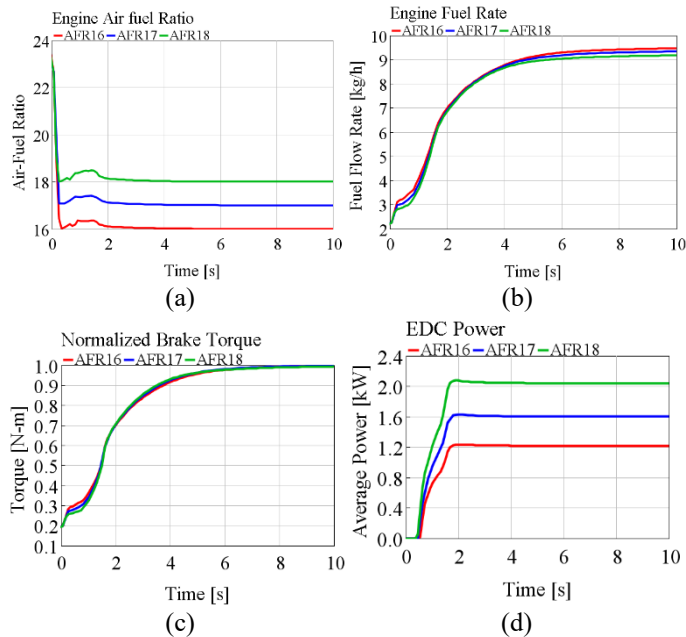 Engine Air fuel Ratio
AFR16 AFR17 AFR18
24
22
20
18
16
Air-Fuel Ratio
0 2 4 6 8 10
Time [s]
(a)
Engine Fuel Rate
AFR16 AFR17 AFR18
10
9
8
7
6
5
4
3
2
Fuel Flow Rate [kg/h]
0 2 4 6 8 10
Time [s]
(b)
Normalized Brake Torque
AFR16 AFR17 AFR18
1.0
0.9
0.8
0.7
0.6
0.5
0.4
0.3
0.2
0.1
Torque [N-m]
0 2 4 6 8 10
Time [s]
(c)
EDC Power
AFR16 AFR17 AFR18
2.4
2.0
1.6
1.2
0.8
0.4
0.0
Average Power [kW]
0 2 4 6 8 10
Time [s]
(d)